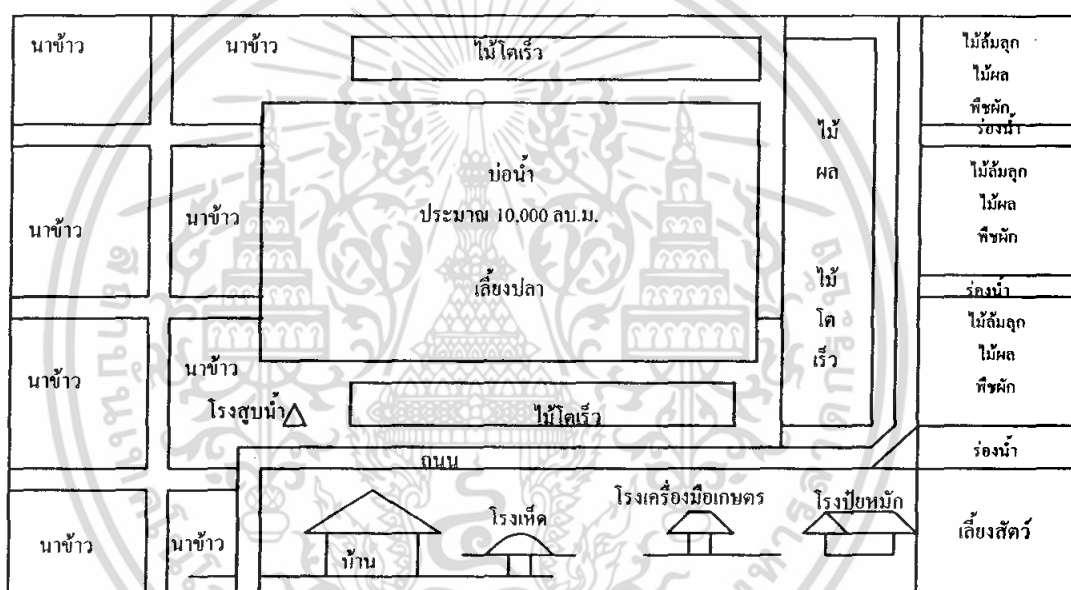 นาข้าว
นาข้าว
ไม้โตเร็ว
ไม้ล้มลุก
ไม้ผล
พืชผัก
ร่องน้ำ
บ่อน้ำ
ประมาณ 10,000 ลบ.ม.
เลี้ยงปลา
ไม้
ผล
ไม้
โต
เร็ว
นาข้าว
นาข้าว
ไม้ล้มลุก
ไม้ผล
พืชผัก
ร่องน้ำ
นาข้าว
นาข้าว
โรงสูบน้ำ
ไม้โตเร็ว
ไม้ล้มลุก
ไม้ผล
พืชผัก
ถนน
ร่องน้ำ
นาข้าว
นาข้าว
บ้าน
โรงเห็ด
โรงเครื่องมือเกษตร
โรงปุ๋ยหมัก
เลี้ยงสัตว์